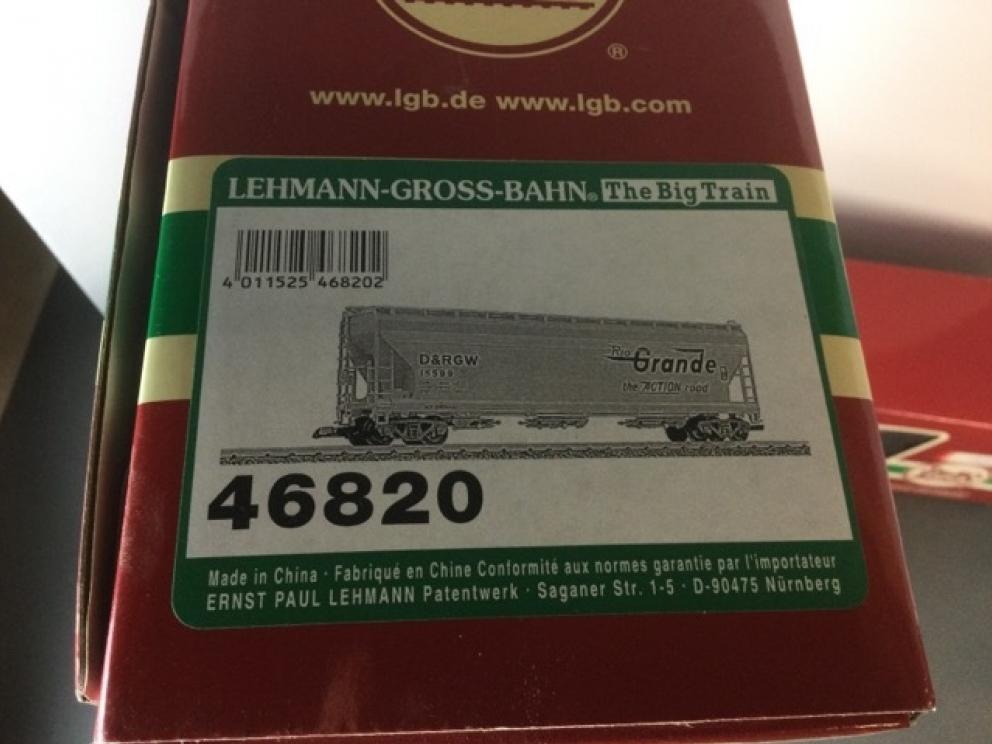 ®
www.lgb.de www.lgb.com
LEHMANN-GROSS-BAHN® The Big Train
4 011525 468202
D&RGW
15599
Rio Grande
the ACTION road
46820
Made in China · Fabriqué en Chine Conformité aux normes garantie par l'importateur
ERNST PAUL LEHMANN Patentwerk · Saganer Str. 1-5 · D-90475 Nürnberg